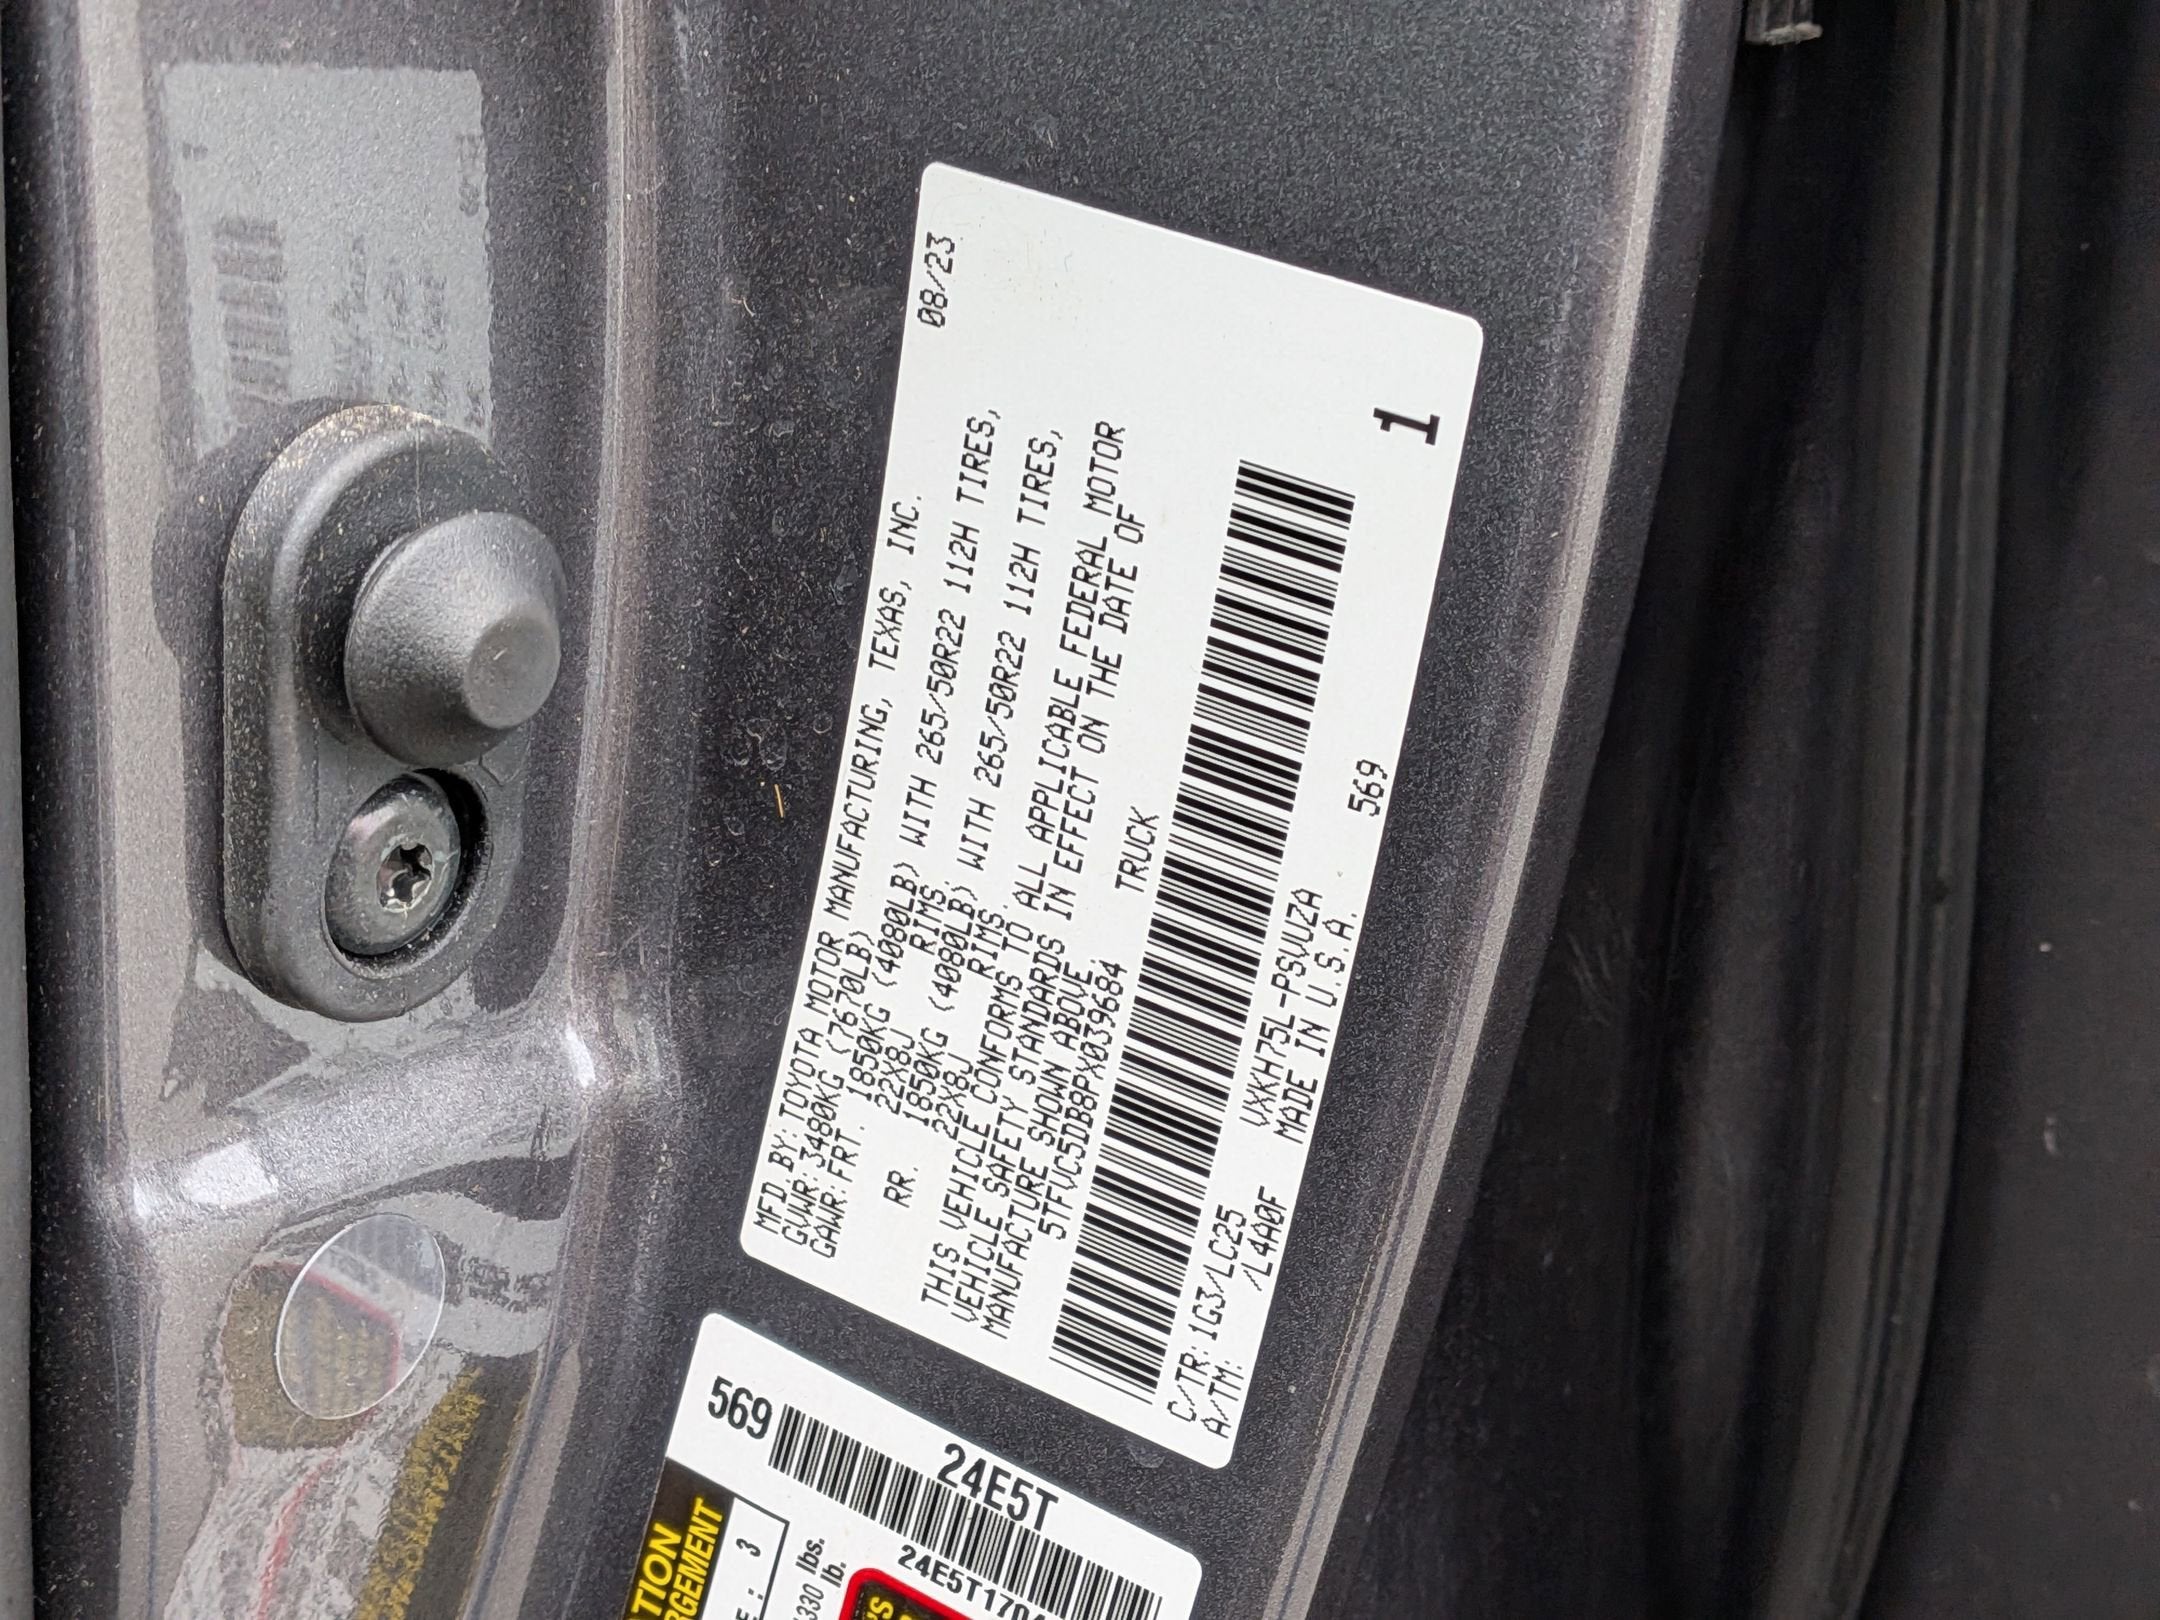 MFD. BY: TOYOTA MOTOR MANUFACTURING, TEXAS, INC. 08/23
GVWR: 3480KG (7670LB)
GAWR: FRT. 1850KG (4080LB) WITH 265/50R22 112H TIRES,
22X8J RIMS,
RR. 1850KG (4080LB) WITH 265/50R22 112H TIRES,
22X8J RIMS.
THIS VEHICLE CONFORMS TO ALL APPLICABLE FEDERAL MOTOR
VEHICLE SAFETY STANDARDS IN EFFECT ON THE DATE OF
MANUFACTURE SHOWN ABOVE.
5TFVC5DB8PX039684 TRUCK
C/TR: 1G3/LC25 VXKH75L-PSVUZA
A/TM: /L4A0F MADE IN U.S.A. 569
1
569
24E5T